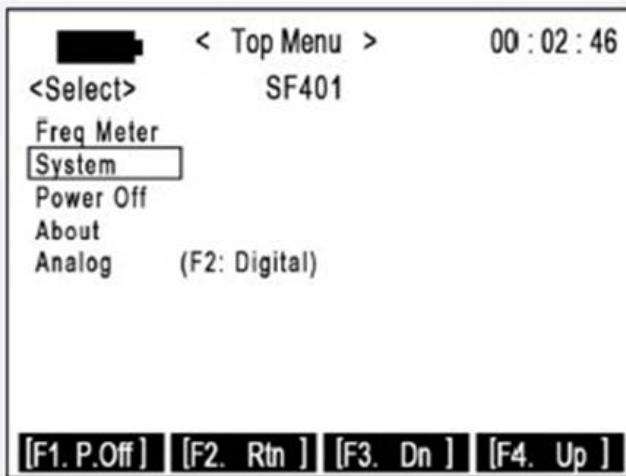 < Top Menu > 00 : 02 : 46
<Select> SF401
Freq Meter
System
Power Off
About
Analog (F2: Digital)
[F1. P.Off ] [F2. Rtn ] [F3. Dn ] [F4. Up ]